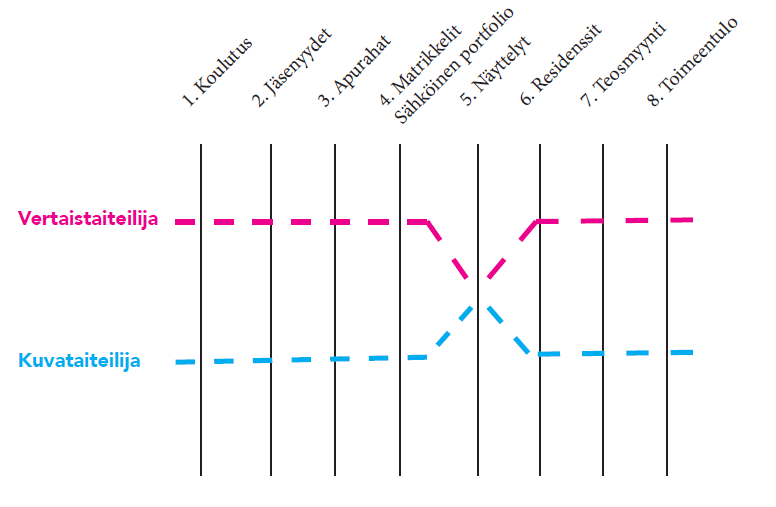 1. Koulutus
2. Jäsenyydet
3. Apurahat
4. Matrikkelit
Sähköinen portfolio
5. Näyttelyt
6. Residenssit
7. Teosmyynti
8. Toimeentulo
Vertaistaiteilija
Kuvataiteilija